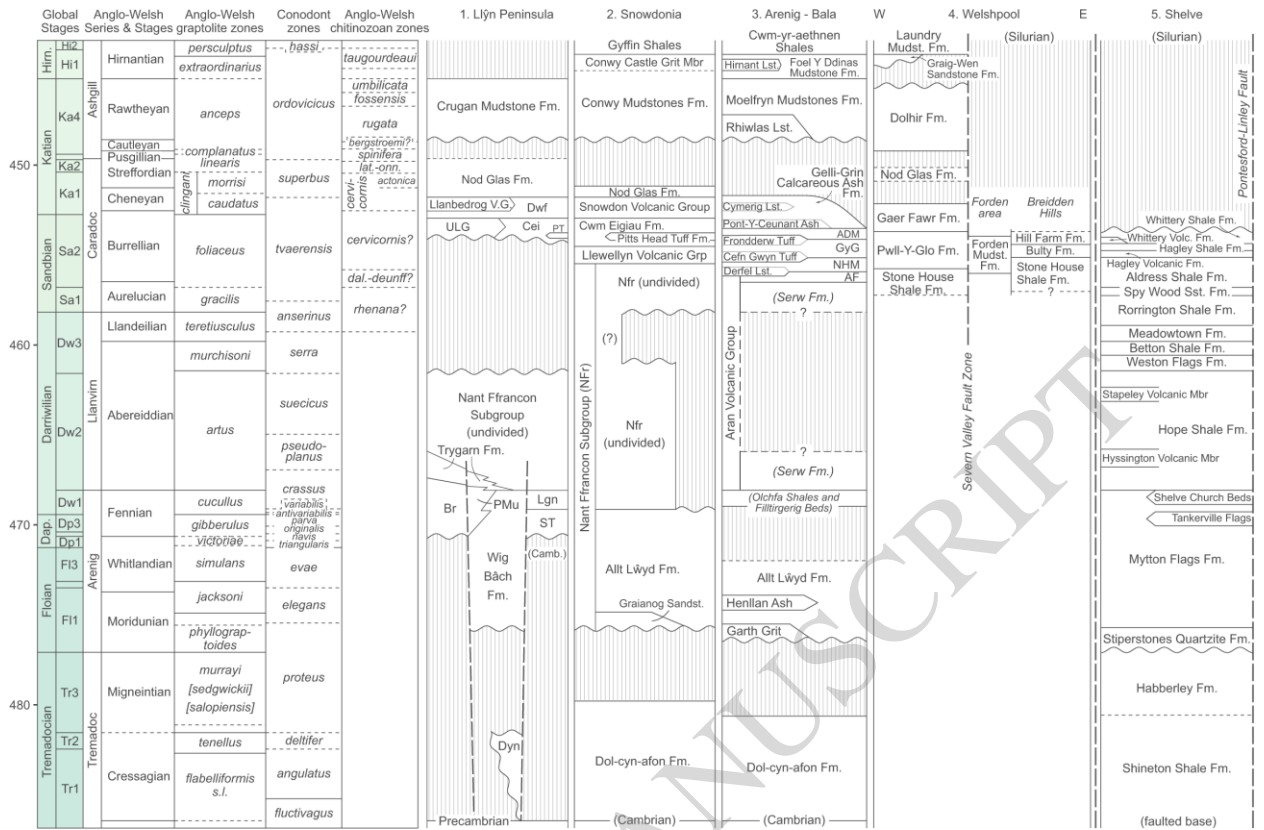 Global Stages
Anglo-Welsh Series & Stages
Anglo-Welsh graptolite zones
Conodont zones
Anglo-Welsh chitinozoan zones
1. Llŷn Peninsula
2. Snowdonia
3. Arenig - Bala
W
4. Welshpool
E
5. Shelve
450
460
470
480
Hirn.
Katian
Sandbian
Darriwilian
Dap.
Floian
Tremadocian
Hi2
Hi1
Ka4
Ka2
Ka1
Sa2
Sa1
Dw3
Dw2
Dw1
Dp3
Dp1
Fl3
Fl1
Tr3
Tr2
Tr1
Ashgill
Caradoc
Llanvirn
Arenig
Tremadoc
Hirnantian
Rawtheyan
Cautleyan
Pusgillian
Streffordian
Cheneyan
Burrellian
Aurelucian
Llandeilian
Abereiddian
Fennian
Whitlandian
Moridunian
Migneintian
Cressagian
persculptus
extraordinarius
anceps
complanatus
linearis
clingani
morrisi
caudatus
foliaceus
gracilis
teretiusculus
murchisoni
artus
cucullus
gibberulus
victoriae
simulans
jacksoni
phyllograp-
toides
murrayi
[sedgwickii]
[salopiensis]
tenellus
flabelliformis
s.l.
hassi
ordovicicus
superbus
tvaerensis
anserinus
serra
suecicus
pseudo-
planus
crassus
variabilis
antivariabilis
parva
originalis
navis
triangularis
evae
elegans
proteus
deltifer
angulatus
fluctivagus
taugourdeaui
umbilicata
fossensis
rugata
bergstroemi?
spinifera
lat.-onn.
cervi-
cornis
actonica
cervicornis?
dal.-deunff?
rhenana?
Crugan Mudstone Fm.
Nod Glas Fm.
Llanbedrog V.G.
Dwf
ULG
Cei
PT
Nant Ffrancon
Subgroup
(undivided)
Trygarn Fm.
Br
PMu
Lgn
ST
(Camb.)
Wig
Bâch
Fm.
Dyn
Precambrian
Gyffin Shales
Conwy Castle Grit Mbr
Conwy Mudstones Fm.
Nod Glas Fm.
Snowdon Volcanic Group
Cwm Eigiau Fm.
Pitts Head Tuff Fm.
Llewellyn Volcanic Grp
Nfr (undivided)
(?)
Nant Ffrancon Subgroup (NFr)
Nfr
(undivided)
Allt Lŵyd Fm.
Graianog Sandst.
Dol-cyn-afon Fm.
(Cambrian)
Cwm-yr-aethnen
Shales
Hirnant Lst.
Foel Y Ddinas
Mudstone Fm.
Moelfryn Mudstones Fm.
Rhiwlas Lst.
Gelli-Grin
Calcareous Ash
Fm.
Cymerig Lst.
Pont-Y-Ceunant Ash
Frondderw Tuff
ADM
GyG
Cefn Gwyn Tuff
NHM
Derfel Lst.
AF
(Serw Fm.)
?
Aran Volcanic Group
?
(Serw Fm.)
(Olchfa Shales and
Filltirgerig Beds)
Allt Lŵyd Fm.
Henllan Ash
Garth Grit
Dol-cyn-afon Fm.
(Cambrian)
Laundry
Mudst. Fm.
Graig-Wen
Sandstone Fm.
Dolhir Fm.
Nod Glas Fm.
Gaer Fawr Fm.
Pwll-Y-Glo Fm.
Stone House
Shale Fm.
Severn Valley Fault Zone
(Silurian)
Forden
area
Breidden
Hills
Forden
Mudst.
Fm.
Hill Farm Fm.
Bulty Fm.
Stone House
Shale Fm.
?
(Silurian)
Pontesford-Linley Fault
Whittery Shale Fm.
Whittery Volc. Fm.
Hagley Shale Fm.
Hagley Volcanic Fm.
Aldress Shale Fm.
Spy Wood Sst. Fm.
Rorrington Shale Fm.
Meadowtown Fm.
Betton Shale Fm.
Weston Flags Fm.
Stapeley Volcanic Mbr
Hope Shale Fm.
Hyssington Volcanic Mbr
Shelve Church Beds
Tankerville Flags
Mytton Flags Fm.
Stiperstones Quartzite Fm.
Habberley Fm.
Shineton Shale Fm.
(faulted base)
ANUSCRIPT